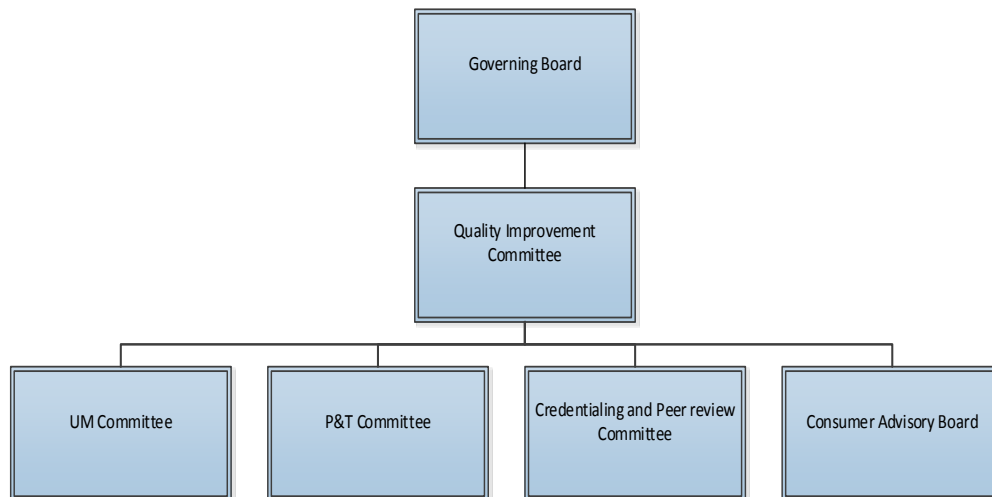 Governing Board
Quality Improvement
Committee
UM Committee
P&T Committee
Credentialing and Peer review
Committee
Consumer Advisory Board